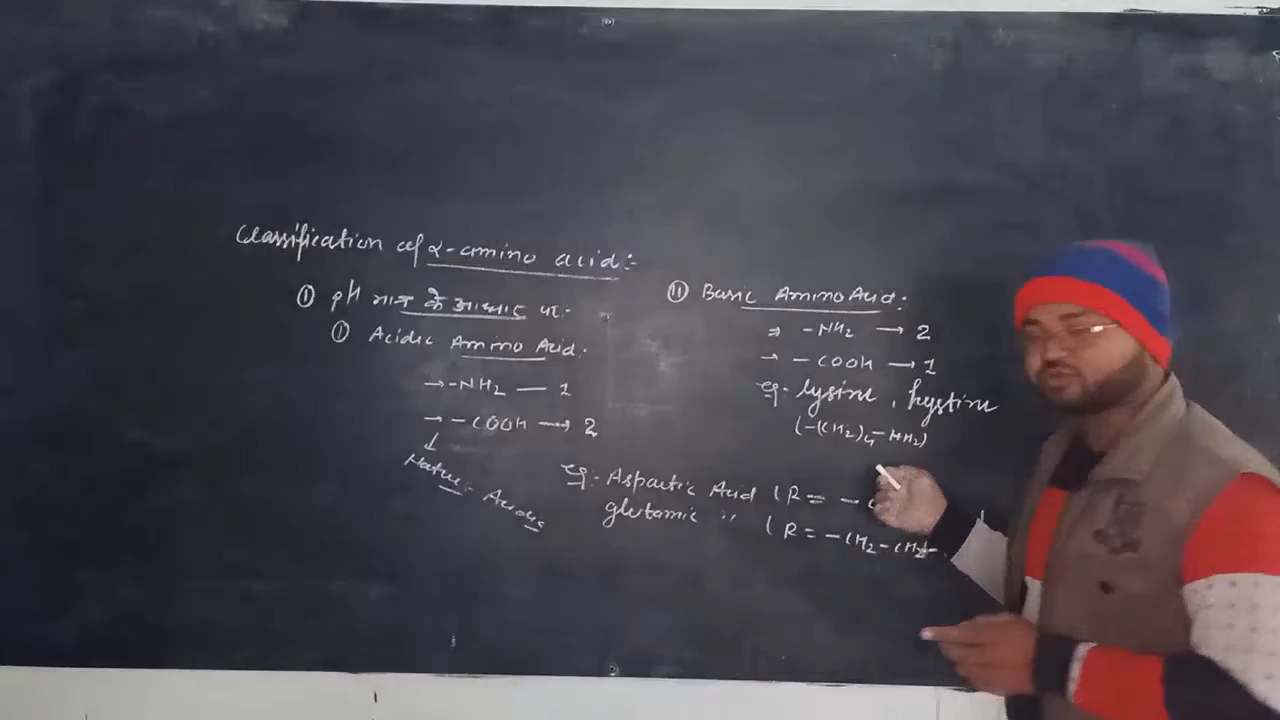 Classification of α-amino acid:-
① pH मान के आधार पर:-
① Acidic Amino Acid:
→ -NH₂ — 1
→ -COOH → 2
↓
Nature:- Acidic
eg:- Aspartic Acid (R = -
glutamic " (R = -CH₂-CH₂-
⑪ Basic Amino Acid:
⇒ -NH₂ → 2
→ -COOH → 1
eg- lysine, hystine
(-(CH₂)₄-NH₂)